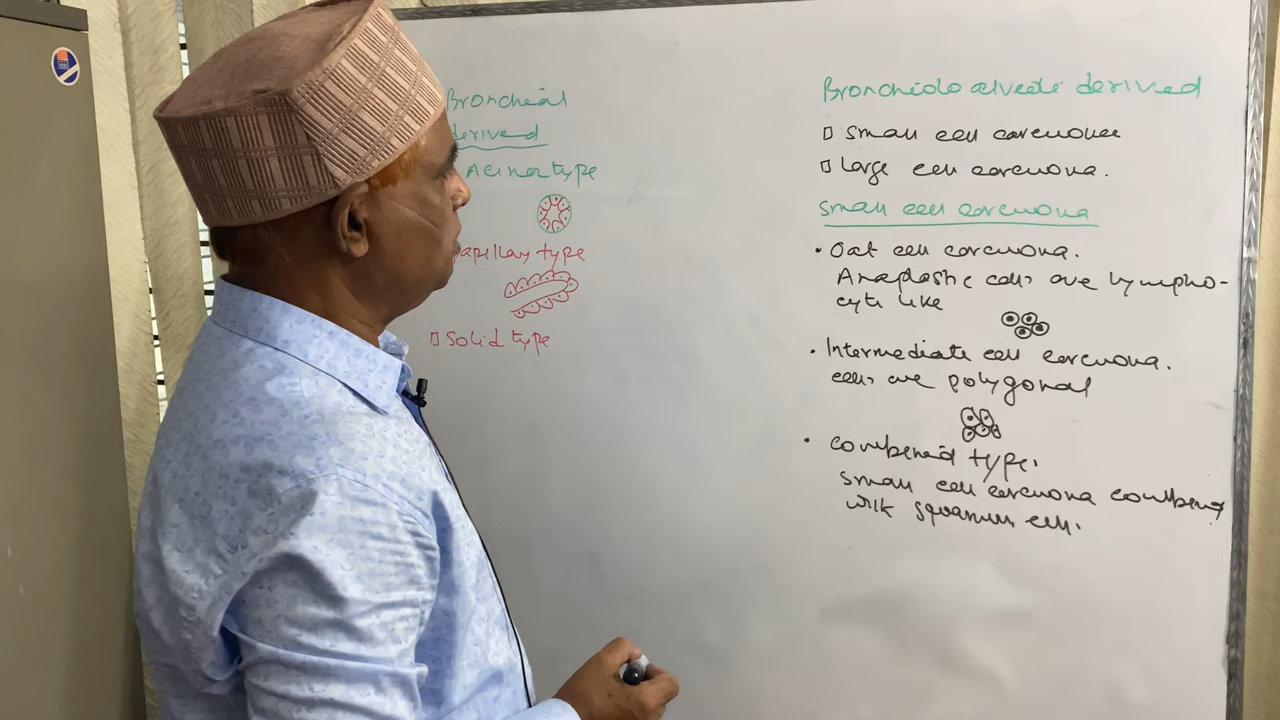 Bronchial
derived
Acinar type
Papillary type
Solid type
Bronchiolo alveoli derived
small cell carcinoma
Large cell carcinoma.
small cell carcinoma
Oat cell carcinoma.
Anaplastic cells are lympho-
cyte like
Intermediate cell carcinoma.
cells are polygonal
combined type.
small cell carcinoma combined
with squamous cell.